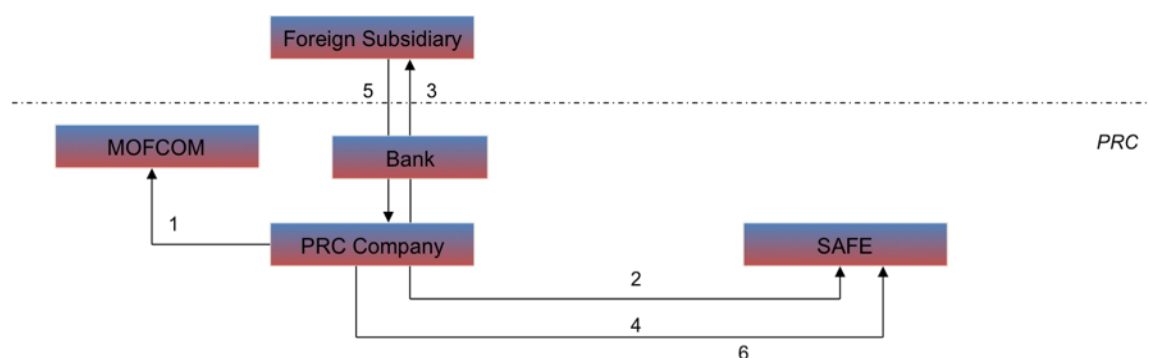 Foreign Subsidiary
5
3
MOFCOM
Bank
PRC
1
PRC Company
SAFE
2
4
6